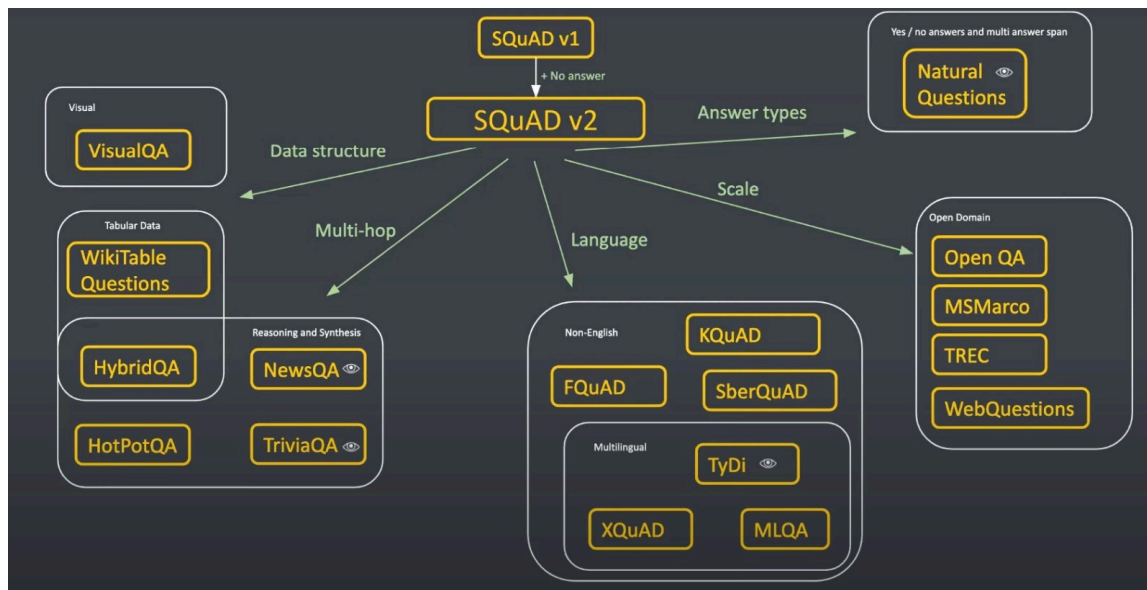 SQuAD v1
+ No answer
SQuAD v2
Yes / no answers and multi answer span
Natural
Questions
Visual
VisualQA
Data structure
Answer types
Multi-hop
Language
Scale
Tabular Data
WikiTable
Questions
Reasoning and Synthesis
HybridQA
NewsQA
HotPotQA
TriviaQA
Non-English
KQuAD
FQuAD
SberQuAD
Multilingual
TyDi
XQuAD
MLQA
Open Domain
Open QA
MSMarco
TREC
WebQuestions